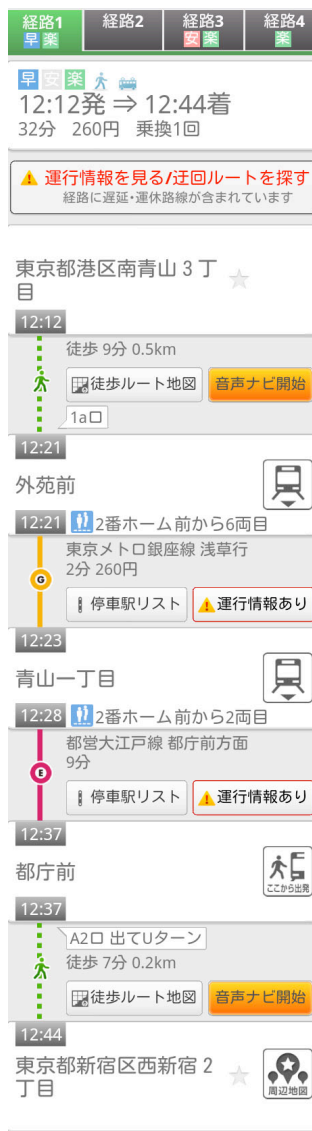 経路1
早 楽
経路2
経路3
安 楽
経路4
楽
早 安 楽
12:12発 ⇒ 12:44着
32分 260円 乗換1回
運行情報を見る/迂回ルートを探す
経路に遅延・運休路線が含まれています
東京都港区南青山 3 丁
目
12:12
徒歩 9分 0.5km
徒歩ルート地図 音声ナビ開始
1a口
12:21
外苑前
12:21 2番ホーム 前から6両目
東京メトロ銀座線 浅草行
2分 260円
G
停車駅リスト 運行情報あり
12:23
青山一丁目
12:28 2番ホーム 前から2両目
都営大江戸線 都庁前方面
9分
E
停車駅リスト 運行情報あり
12:37
都庁前
ここから出発
12:37
A2口 出てUターン
徒歩 7分 0.2km
徒歩ルート地図 音声ナビ開始
12:44
東京都新宿区西新宿 2
丁目
周辺地図